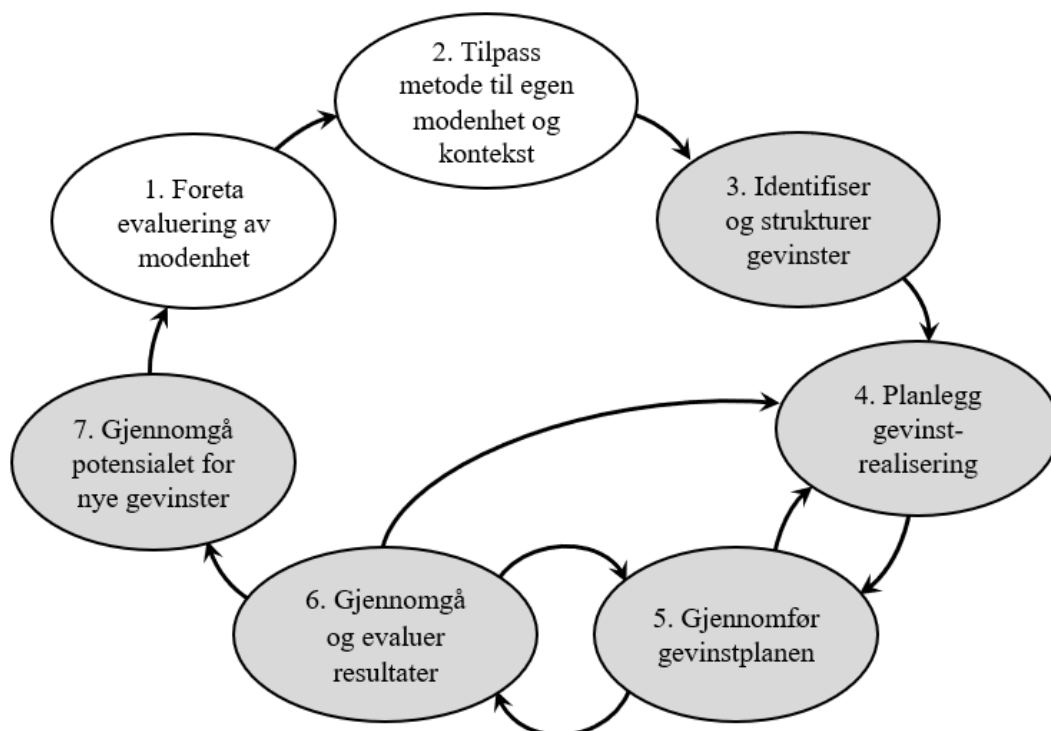 1. Foreta
evaluering av
modenhet
2. Tilpass
metode til egen
modenhet og
kontekst
3. Identifiser
og strukturer
gevinster
4. Planlegg
gevinst-
realisering
5. Gjennomfør
gevinstplanen
6. Gjennomgå
og evaluer
resultater
7. Gjennomgå
potensialet for
nye gevinster